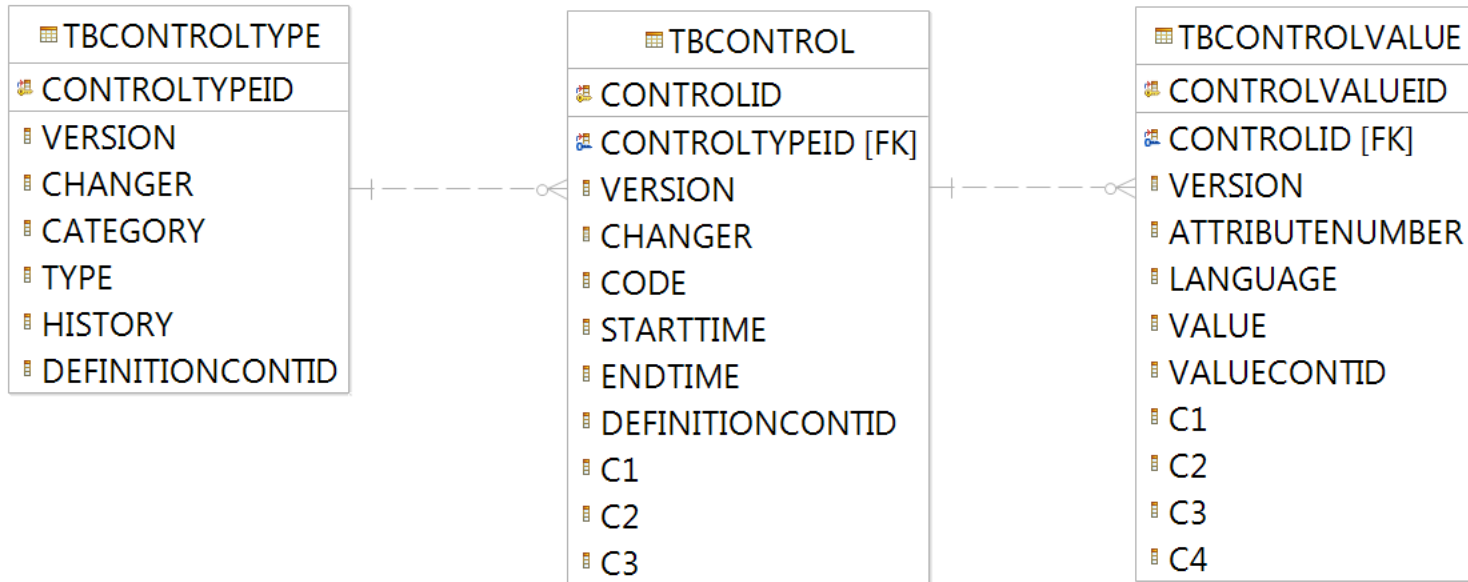 TBCONTROLTYPE
CONTROLTYPEID
VERSION
CHANGER
CATEGORY
TYPE
HISTORY
DEFINITIONCONTID
TBCONTROL
CONTROLID
CONTROLTYPEID [FK]
VERSION
CHANGER
CODE
STARTTIME
ENDTIME
DEFINITIONCONTID
C1
C2
C3
TBCONTROLVALUE
CONTROLVALUEID
CONTROLID [FK]
VERSION
ATTRIBUTENUMBER
LANGUAGE
VALUE
VALUECONTID
C1
C2
C3
C4